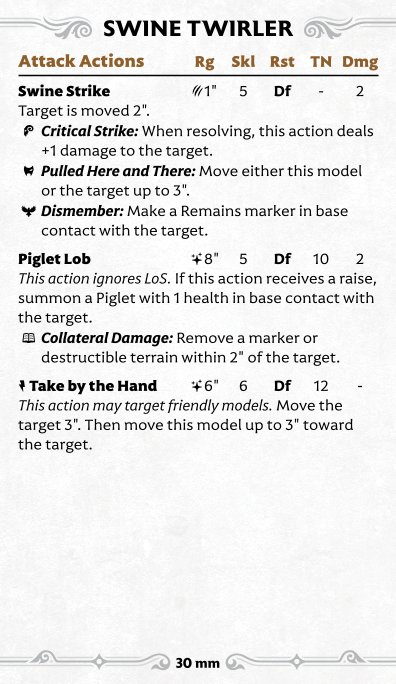 SWINE TWIRLER
Attack Actions Rg Skl Rst TN Dmg
Swine Strike 1" 5 Df - 2
Target is moved 2".
Critical Strike: When resolving, this action deals
+1 damage to the target.
Pulled Here and There: Move either this model
or the target up to 3".
Dismember: Make a Remains marker in base
contact with the target.
Piglet Lob 8" 5 Df 10 2
This action ignores LoS. If this action receives a raise,
summon a Piglet with 1 health in base contact with
the target.
Collateral Damage: Remove a marker or
destructible terrain within 2" of the target.
Take by the Hand 6" 6 Df 12 -
This action may target friendly models. Move the
target 3". Then move this model up to 3" toward
the target.
30 mm